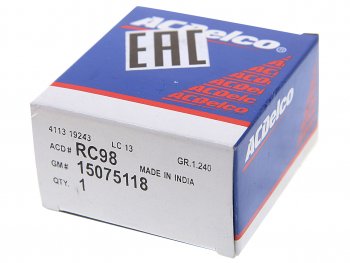 ACDelco
EAC
ACDelco
ACDelco
4113 19243 LC 13
ACD# RC98 GR.1.240
GM# 15075118 MADE IN INDIA
QTY. 1